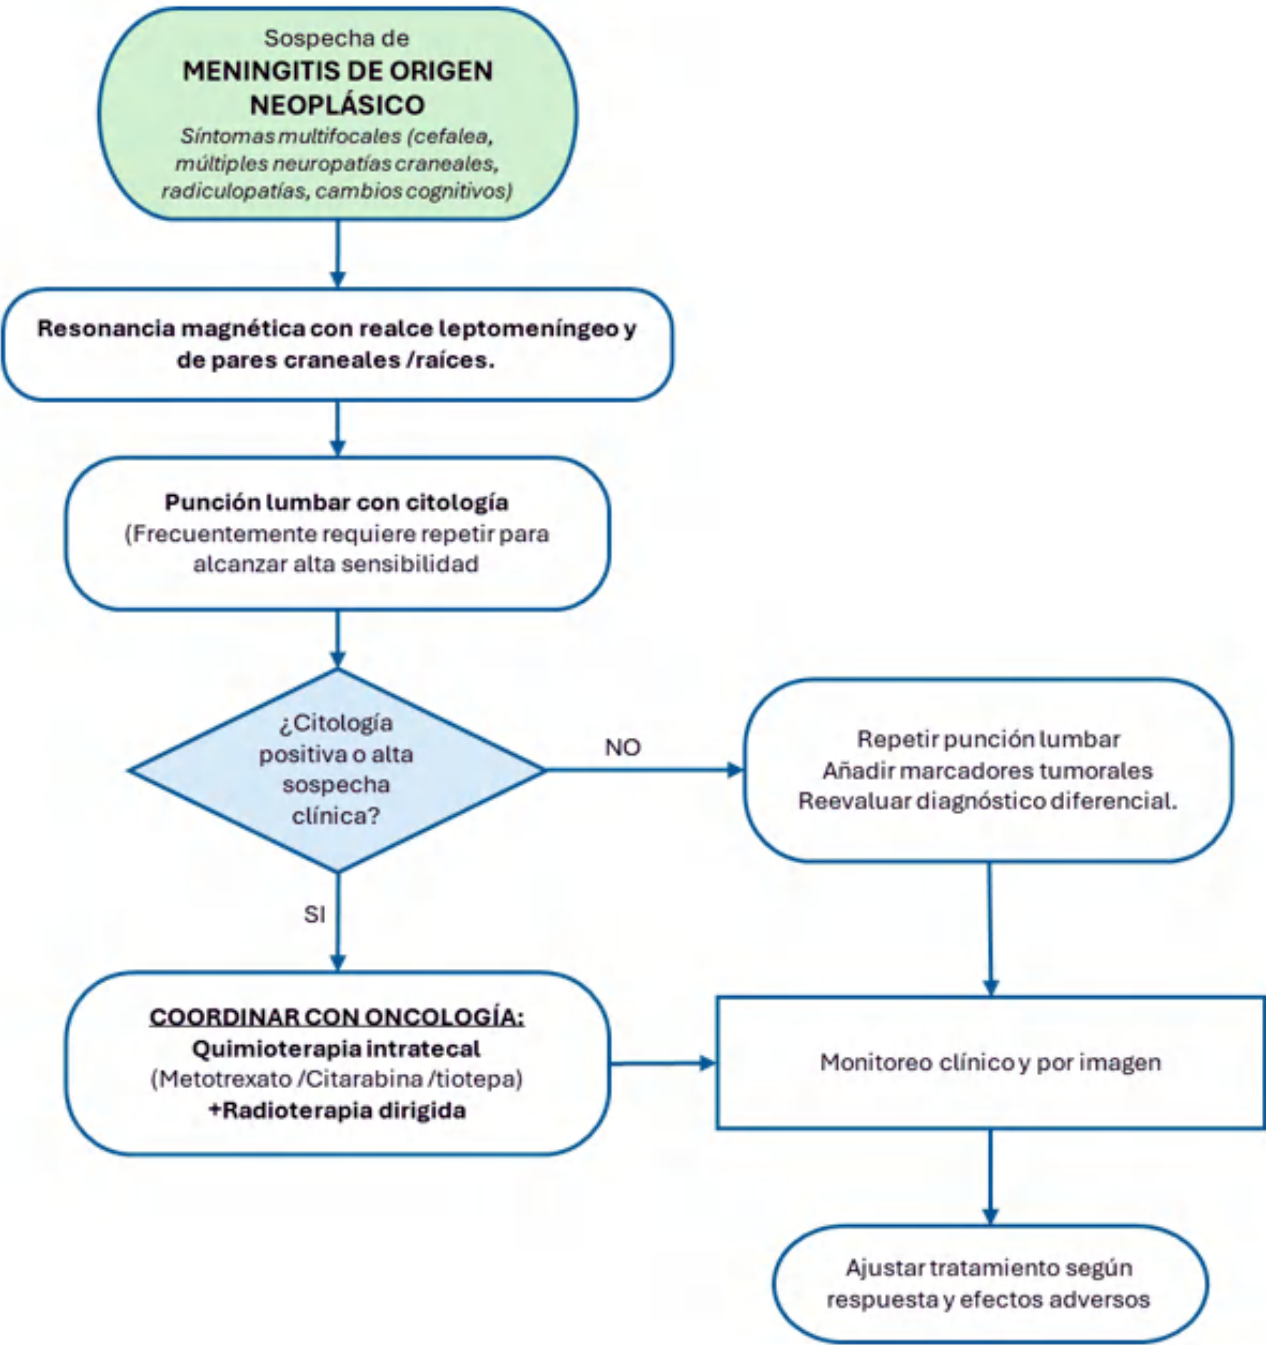 Sospecha de
MENINGITIS DE ORIGEN
NEOPLÁSICO
Síntomas multifocales (cefalea,
múltiples neuropatías craneales,
radiculopatías, cambios cognitivos)
Resonancia magnética con realce leptomeníngeo y
de pares craneales /raíces.
Punción lumbar con citología
(Frecuentemente requiere repetir para
alcanzar alta sensibilidad
¿Citología
positiva o alta
sospecha
clínica?
NO
Repetir punción lumbar
Añadir marcadores tumorales
Reevaluar diagnóstico diferencial.
SI
COORDINAR CON ONCOLOGÍA:
Quimioterapia intratecal
(Metotrexato /Citarabina /tiotepa)
+Radioterapia dirigida
Monitoreo clínico y por imagen
Ajustar tratamiento según
respuesta y efectos adversos